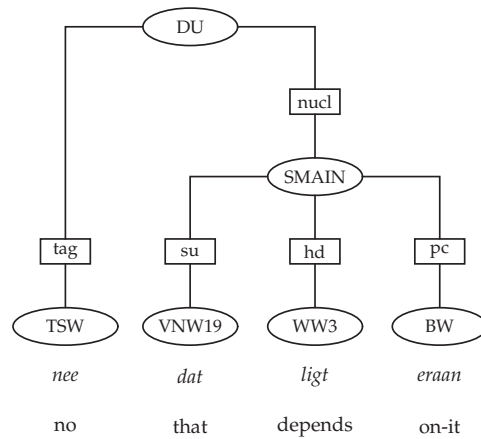 DU
nucl
SMAIN
tag su hd pc
TSW VNW19 WW3 BW
nee dat ligt eraan
no that depends on-it